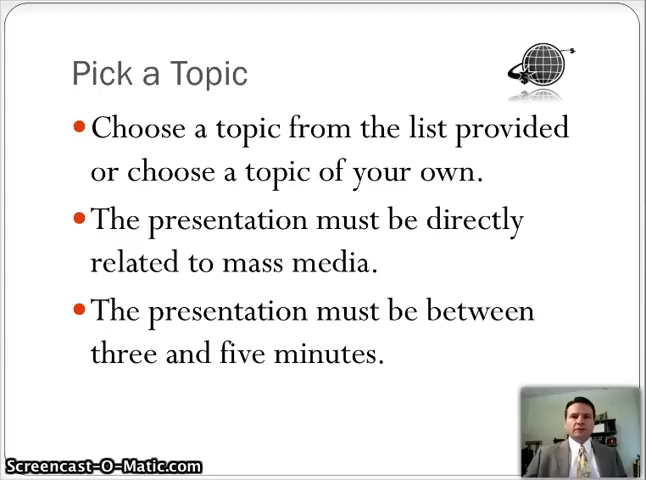 Pick a Topic
Choose a topic from the list provided
or choose a topic of your own.
The presentation must be directly
related to mass media.
The presentation must be between
three and five minutes.
Screencast-O-Matic.com